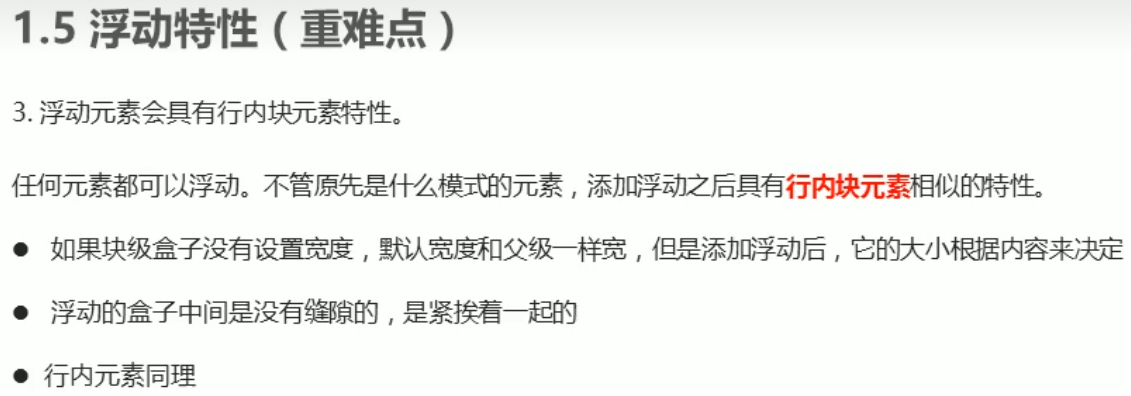 1.5 浮动特性（重难点）
3. 浮动元素会具有行内块元素特性。
任何元素都可以浮动。不管原先是什么模式的元素，添加浮动之后具有行内块元素相似的特性。
● 如果块级盒子没有设置宽度，默认宽度和父级一样宽，但是添加浮动后，它的大小根据内容来决定
● 浮动的盒子中间是没有缝隙的，是紧挨着一起的
● 行内元素同理